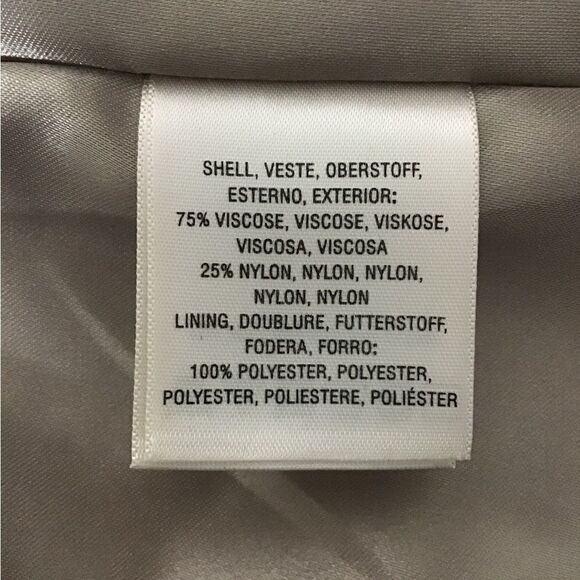 SHELL, VESTE, OBERSTOFF,
ESTERNO, EXTERIOR:
75% VISCOSE, VISCOSE, VISKOSE,
VISCOSA, VISCOSA
25% NYLON, NYLON, NYLON,
NYLON, NYLON
LINING, DOUBLURE, FUTTERSTOFF,
FODERA, FORRO:
100% POLYESTER, POLYESTER,
POLYESTER, POLIESTERE, POLIÉSTER